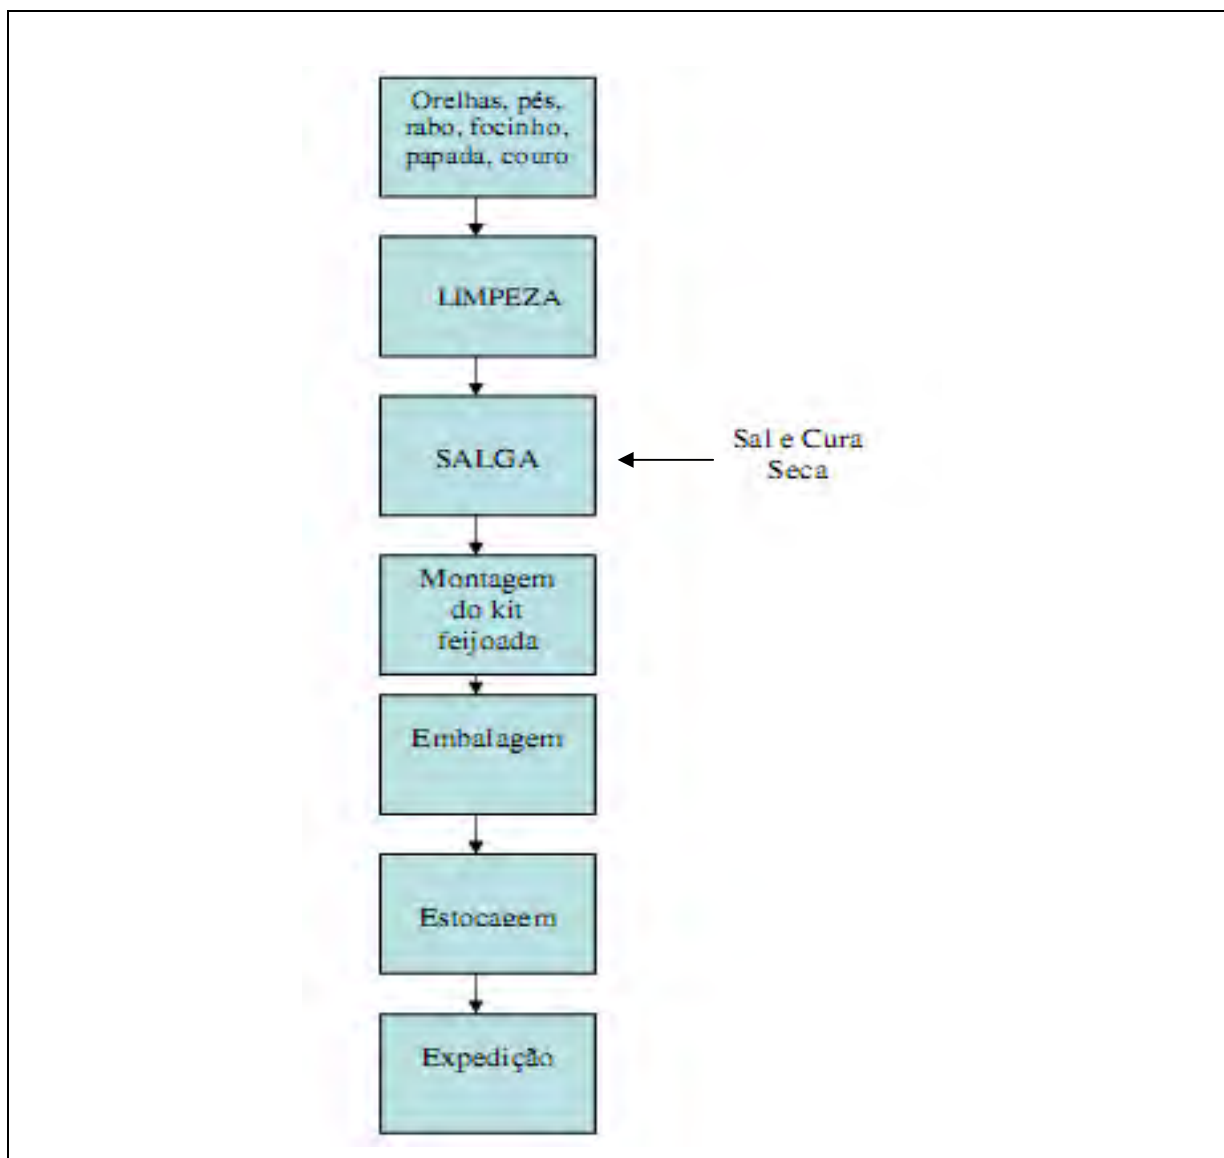 Orelhas, pés,
rabo, focinho,
papada, couro
LIMPEZA
SALGA
Sal e Cura
Seca
Montagem
do kit
feijoada
Embalagem
Estocagem
Expedição